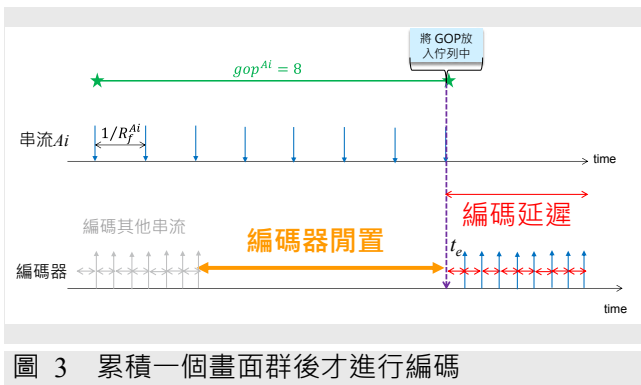 將 GOP放
入佇列中
gop^{Ai} = 8
串流Ai
1/R_f^{Ai}
time
編碼延遲
編碼其他串流
編碼器閒置
t_e
編碼器
time
圖 3 累積一個畫面群後才進行編碼